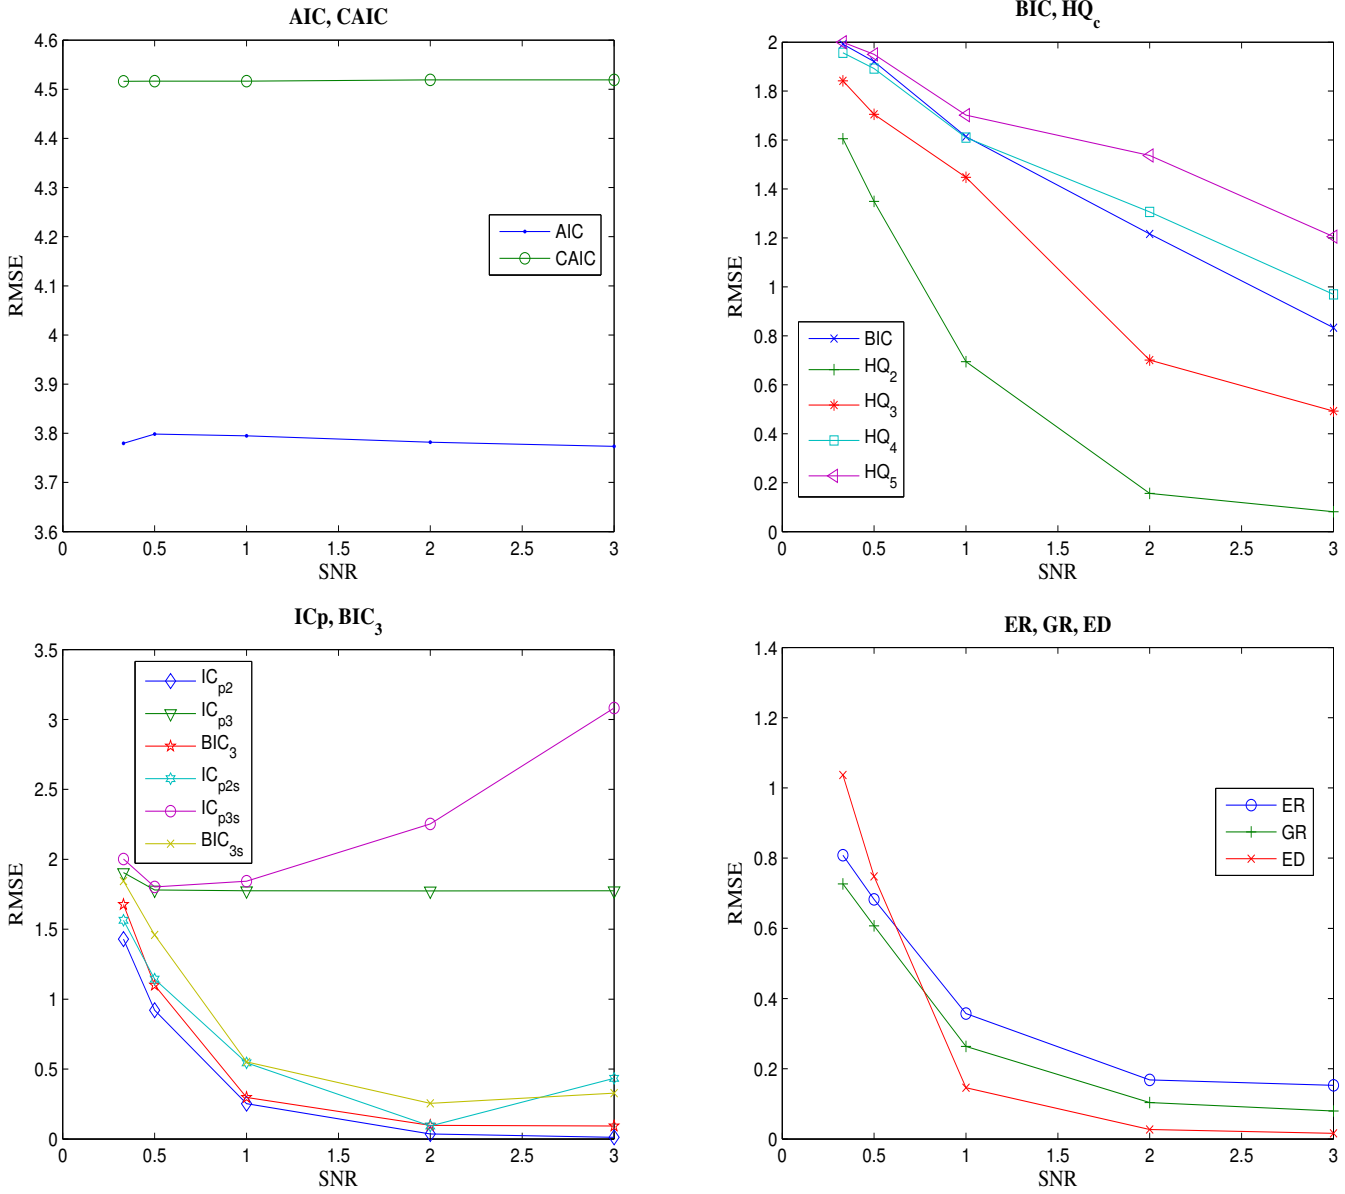 AIC, CAIC
4.6
4.5
4.4
4.3
4.2
4.1
4
3.9
3.8
3.7
3.6
0 0.5 1 1.5 2 2.5 3
RMSE
SNR
AIC
CAIC
BIC, HQc
2
1.8
1.6
1.4
1.2
1
0.8
0.6
0.4
0.2
0
0 0.5 1 1.5 2 2.5 3
RMSE
SNR
BIC
HQ2
HQ3
HQ4
HQ5
ICp, BIC3
3.5
3
2.5
2
1.5
1
0.5
0
0 0.5 1 1.5 2 2.5 3
RMSE
SNR
ICp2
ICp3
BIC3
ICp2s
ICp3s
BIC3s
ER, GR, ED
1.4
1.2
1
0.8
0.6
0.4
0.2
0
0 0.5 1 1.5 2 2.5 3
RMSE
SNR
ER
GR
ED